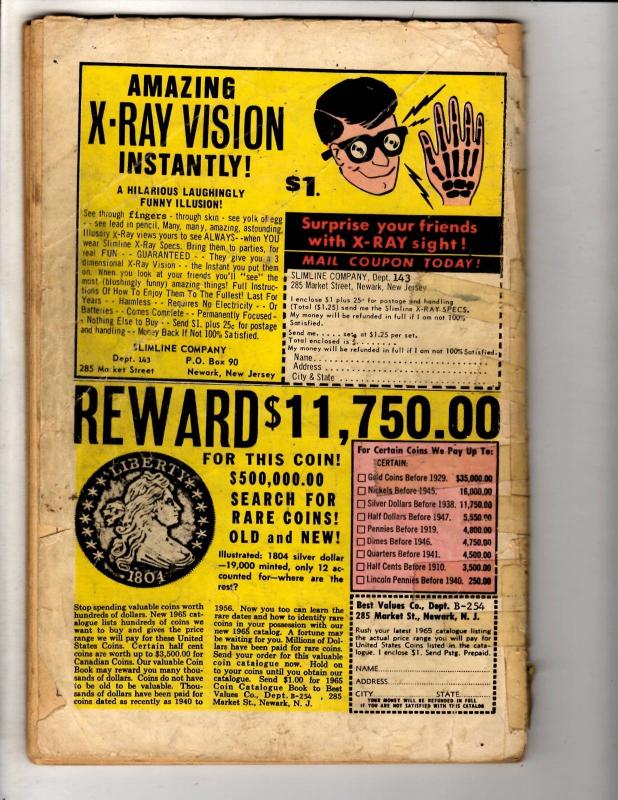 AMAZING
X-RAY VISION
INSTANTLY!
A HILARIOUS LAUGHINGLY
FUNNY ILLUSION!
$1.
See through fingers - through skin - see yolk of egg
- - see lead in pencil, Many, many, amazing, astounding,
Illusory X-Ray views yours to see ALWAYS--when YOU
wear Slimline X-Ray Specs. Bring them to parties, for
real FUN - - GUARANTEED - - They give you a 3
dimensional X-Ray Vision - - the Instant you put them
on. When you look at your friends you'll "see" the
most (blushingly funny) amazing things! Full Instruc-
tions Of How To Enjoy Them To The Fullest! Last For
Years - - Harmless - - Requires No Electricity - - Or
Batteries - - Comes Complete - - Permanently Focused -
- Nothing Else to Buy - - Send $1. plus 25¢ for postage
and handling - - Money Back If Not 100% Satisfied.
SLIMLINE COMPANY
Dept. 143 P.O. Box 90
285 Market Street Newark, New Jersey
Surprise your friends
with X-RAY sight!
MAIL COUPON TODAY!
SLIMLINE COMPANY, Dept. 143
285 Market Street, Newark, New Jersey
I enclose $1 plus 25¢ for postage and handling
(Total $1.25) send me the Slimline X-RAY SPECS.
My money will be refunded in full if I am not 100%
Satisfied.
Send me..... sets at $1.25 per set.
Total enclosed is $........
My money will be refunded in full if I am not 100% Satisfied.
Name
Address
City & State
REWARD $11,750.00
FOR THIS COIN!
$500,000.00
SEARCH FOR
RARE COINS!
OLD and NEW!
LIBERTY
1804
Illustrated: 1804 silver dollar
—19,000 minted, only 12 ac-
counted for—where are the
rest?
For Certain Coins We Pay Up To:
CERTAIN:
Gold Coins Before 1929. $35,000.00
Nickels Before 1945. 16,000.00
Silver Dollars Before 1938. 11,750.00
Half Dollars Before 1947. 5,550.00
Pennies Before 1919. 4,800.00
Dimes Before 1946. 4,750.00
Quarters Before 1941. 4,500.00
Half Cents Before 1910. 3,500.00
Lincoln Pennies Before 1940. 250.00
Stop spending valuable coins worth
hundreds of dollars. New 1965 cat-
alogue lists hundreds of coins we
want to buy and gives the price
range we will pay for these United
States Coins. Certain half cent
coins are worth up to $3,500.00 for
Canadian Coins. Our valuable Coin
Book may reward you many thou-
sands of dollars. Coins do not have
to be old to be valuable. Thou-
sands of dollars have been paid for
coins dated as recently as 1940 to
1956. Now you too can learn the
rare dates and how to identify rare
coins in your possession with our
new 1965 catalog. A fortune may
be waiting for you. Millions of Dol-
lars have been paid for rare coins.
Send your order for this valuable
coin catalogue now. Hold on
to your coins until you obtain our
catalogue. Send $1.00 for 1965
Coin Catalogue Book to Best
Values Co., Dept. B-254 , 285
Market St., Newark, N. J.
Best Values Co., Dept. B-254
285 Market St., Newark, N. J.
Rush your latest 1965 catalogue listing
the actual price range you will pay for
United States Coins listed in the cata-
logue. I enclose $1. Send Pstg. Prepaid.
NAME
ADDRESS
CITY STATE
YOUR MONEY WILL BE REFUNDED IN FULL
IF YOU ARE NOT SATISFIED WITH THIS CATALOG